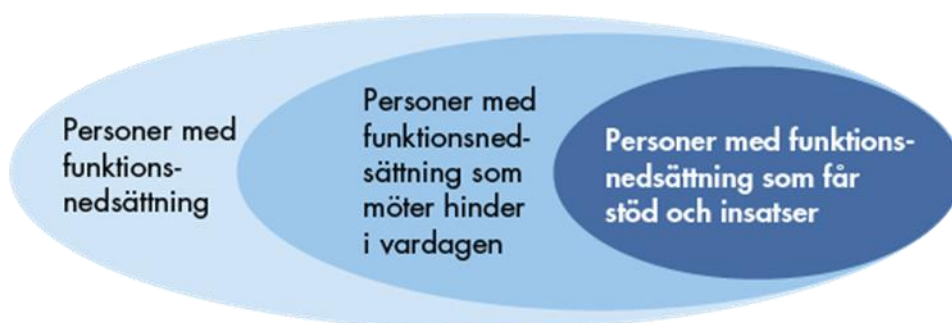 Personer med
funktions-
nedsättning
Personer med
funktionsned-
sättning som
möter hinder
i vardagen
Personer med funktions-
nedsättning som får
stöd och insatser